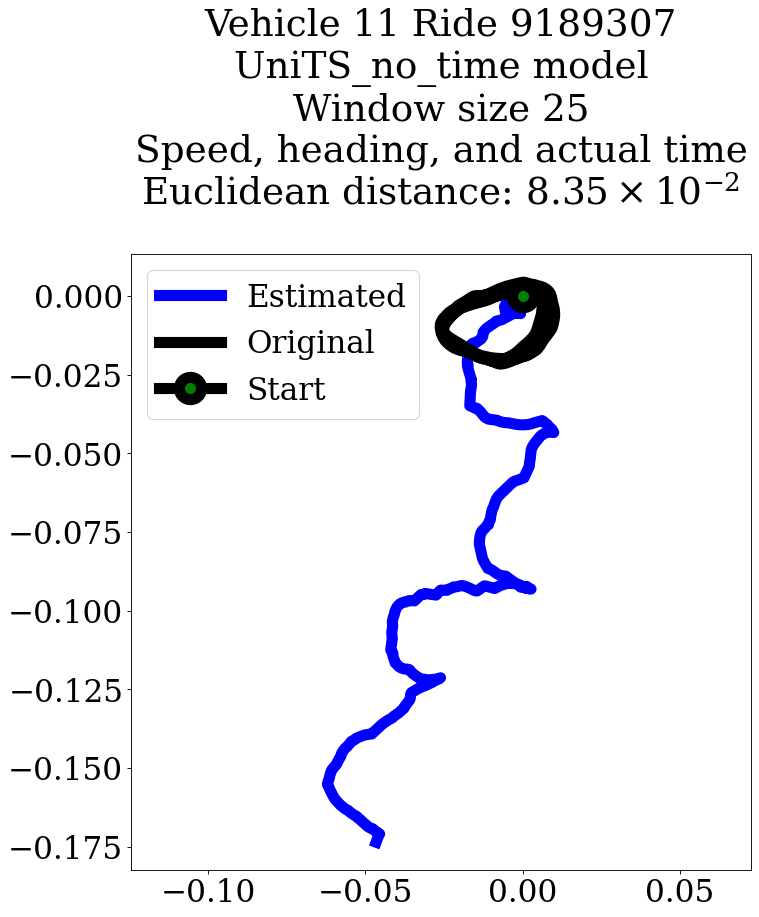 Vehicle 11 Ride 9189307
UniTS_no_time model
Window size 25
Speed, heading, and actual time
Euclidean distance: 8.35 × 10⁻²
Estimated
Original
Start
0.000
−0.025
−0.050
−0.075
−0.100
−0.125
−0.150
−0.175
−0.10 −0.05 0.00 0.05